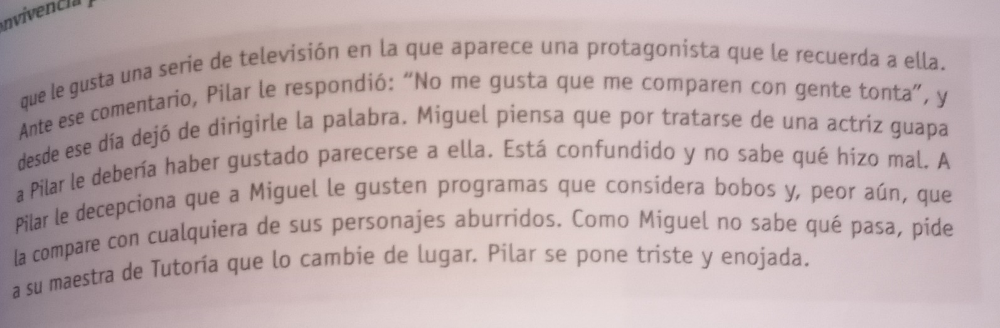 que le gusta una serie de televisión en la que aparece una protagonista que le recuerda a ella.
Ante ese comentario, Pilar le respondió: “No me gusta que me comparen con gente tonta”, y
desde ese día dejó de dirigirle la palabra. Miguel piensa que por tratarse de una actriz guapa
a Pilar le debería haber gustado parecerse a ella. Está confundido y no sabe qué hizo mal. A
Pilar le decepciona que a Miguel le gusten programas que considera bobos y, peor aún, que
la compare con cualquiera de sus personajes aburridos. Como Miguel no sabe qué pasa, pide
a su maestra de Tutoría que lo cambie de lugar. Pilar se pone triste y enojada.